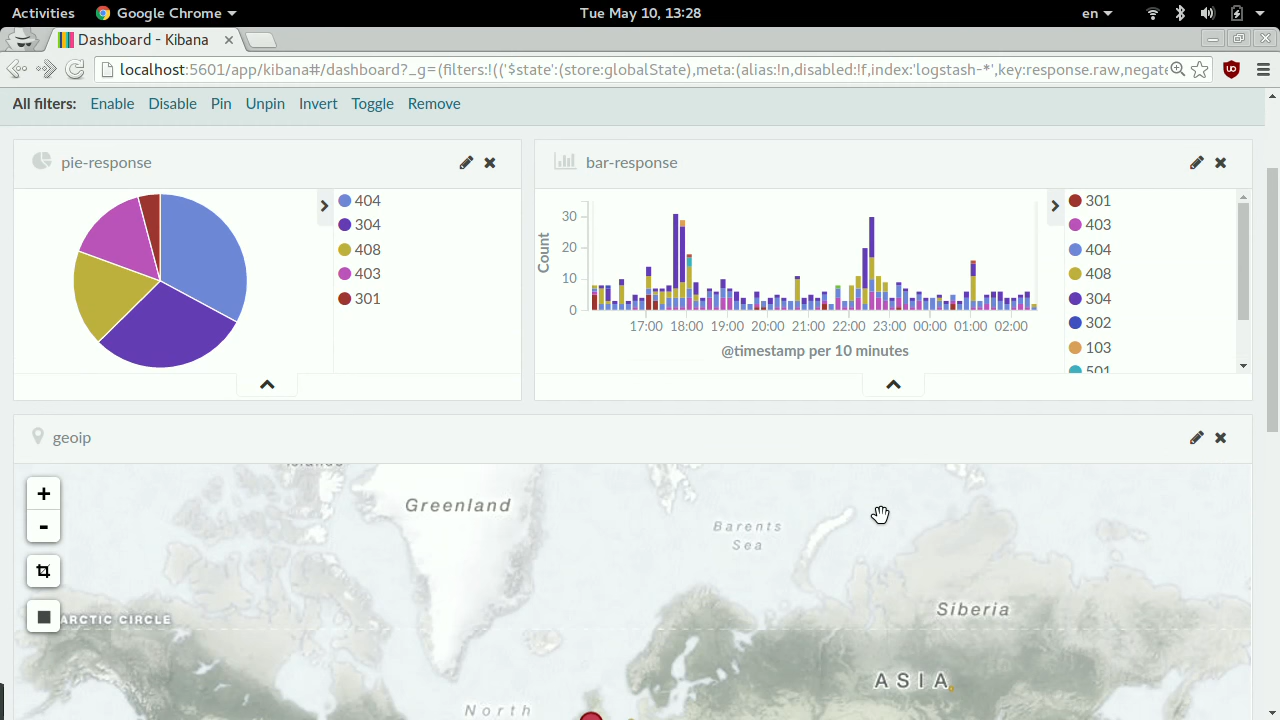 Activities Google Chrome Tue May 10, 13:28 en
Dashboard - Kibana
localhost:5601/app/kibana#/dashboard?_g=(filters:!(('$state':(store:globalState),meta:(alias:!n,disabled:!f,index:'logstash-*',key:response.raw,negate
All filters: Enable Disable Pin Unpin Invert Toggle Remove
pie-response
404
304
408
403
301
bar-response
Count
30
20
10
0
17:00 18:00 19:00 20:00 21:00 22:00 23:00 00:00 01:00 02:00
@timestamp per 10 minutes
301
403
404
408
304
302
103
501
geoip
+
-
Islands
Greenland
Barents
Sea
ARCTIC CIRCLE
Siberia
ASIA
North